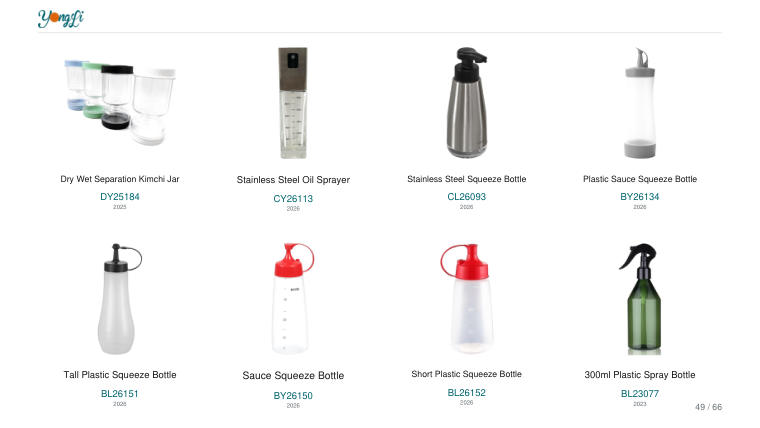 YongLi
Dry Wet Separation Kimchi Jar
DY25184
2025
Stainless Steel Oil Sprayer
CY26113
2026
Stainless Steel Squeeze Bottle
CL26093
2026
Plastic Sauce Squeeze Bottle
BY26134
2026
Tall Plastic Squeeze Bottle
BL26151
2026
Sauce Squeeze Bottle
BY26150
2026
Short Plastic Squeeze Bottle
BL26152
2026
300ml Plastic Spray Bottle
BL23077
2023
49 / 66